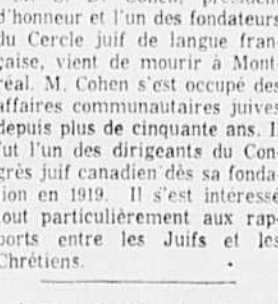 d'honneur et l'un des fondateurs
du Cercle juif de langue fran-
çaise, vient de mourir à Mont-
réal. M. Cohen s'est occupé des
affaires communautaires juives
depuis plus de cinquante ans. Il
fut l'un des dirigeants du Con-
grès juif canadien dès sa fonda-
tion en 1919. Il s'est intéressé
tout particulièrement aux rap-
ports entre les Juifs et les
Chrétiens.